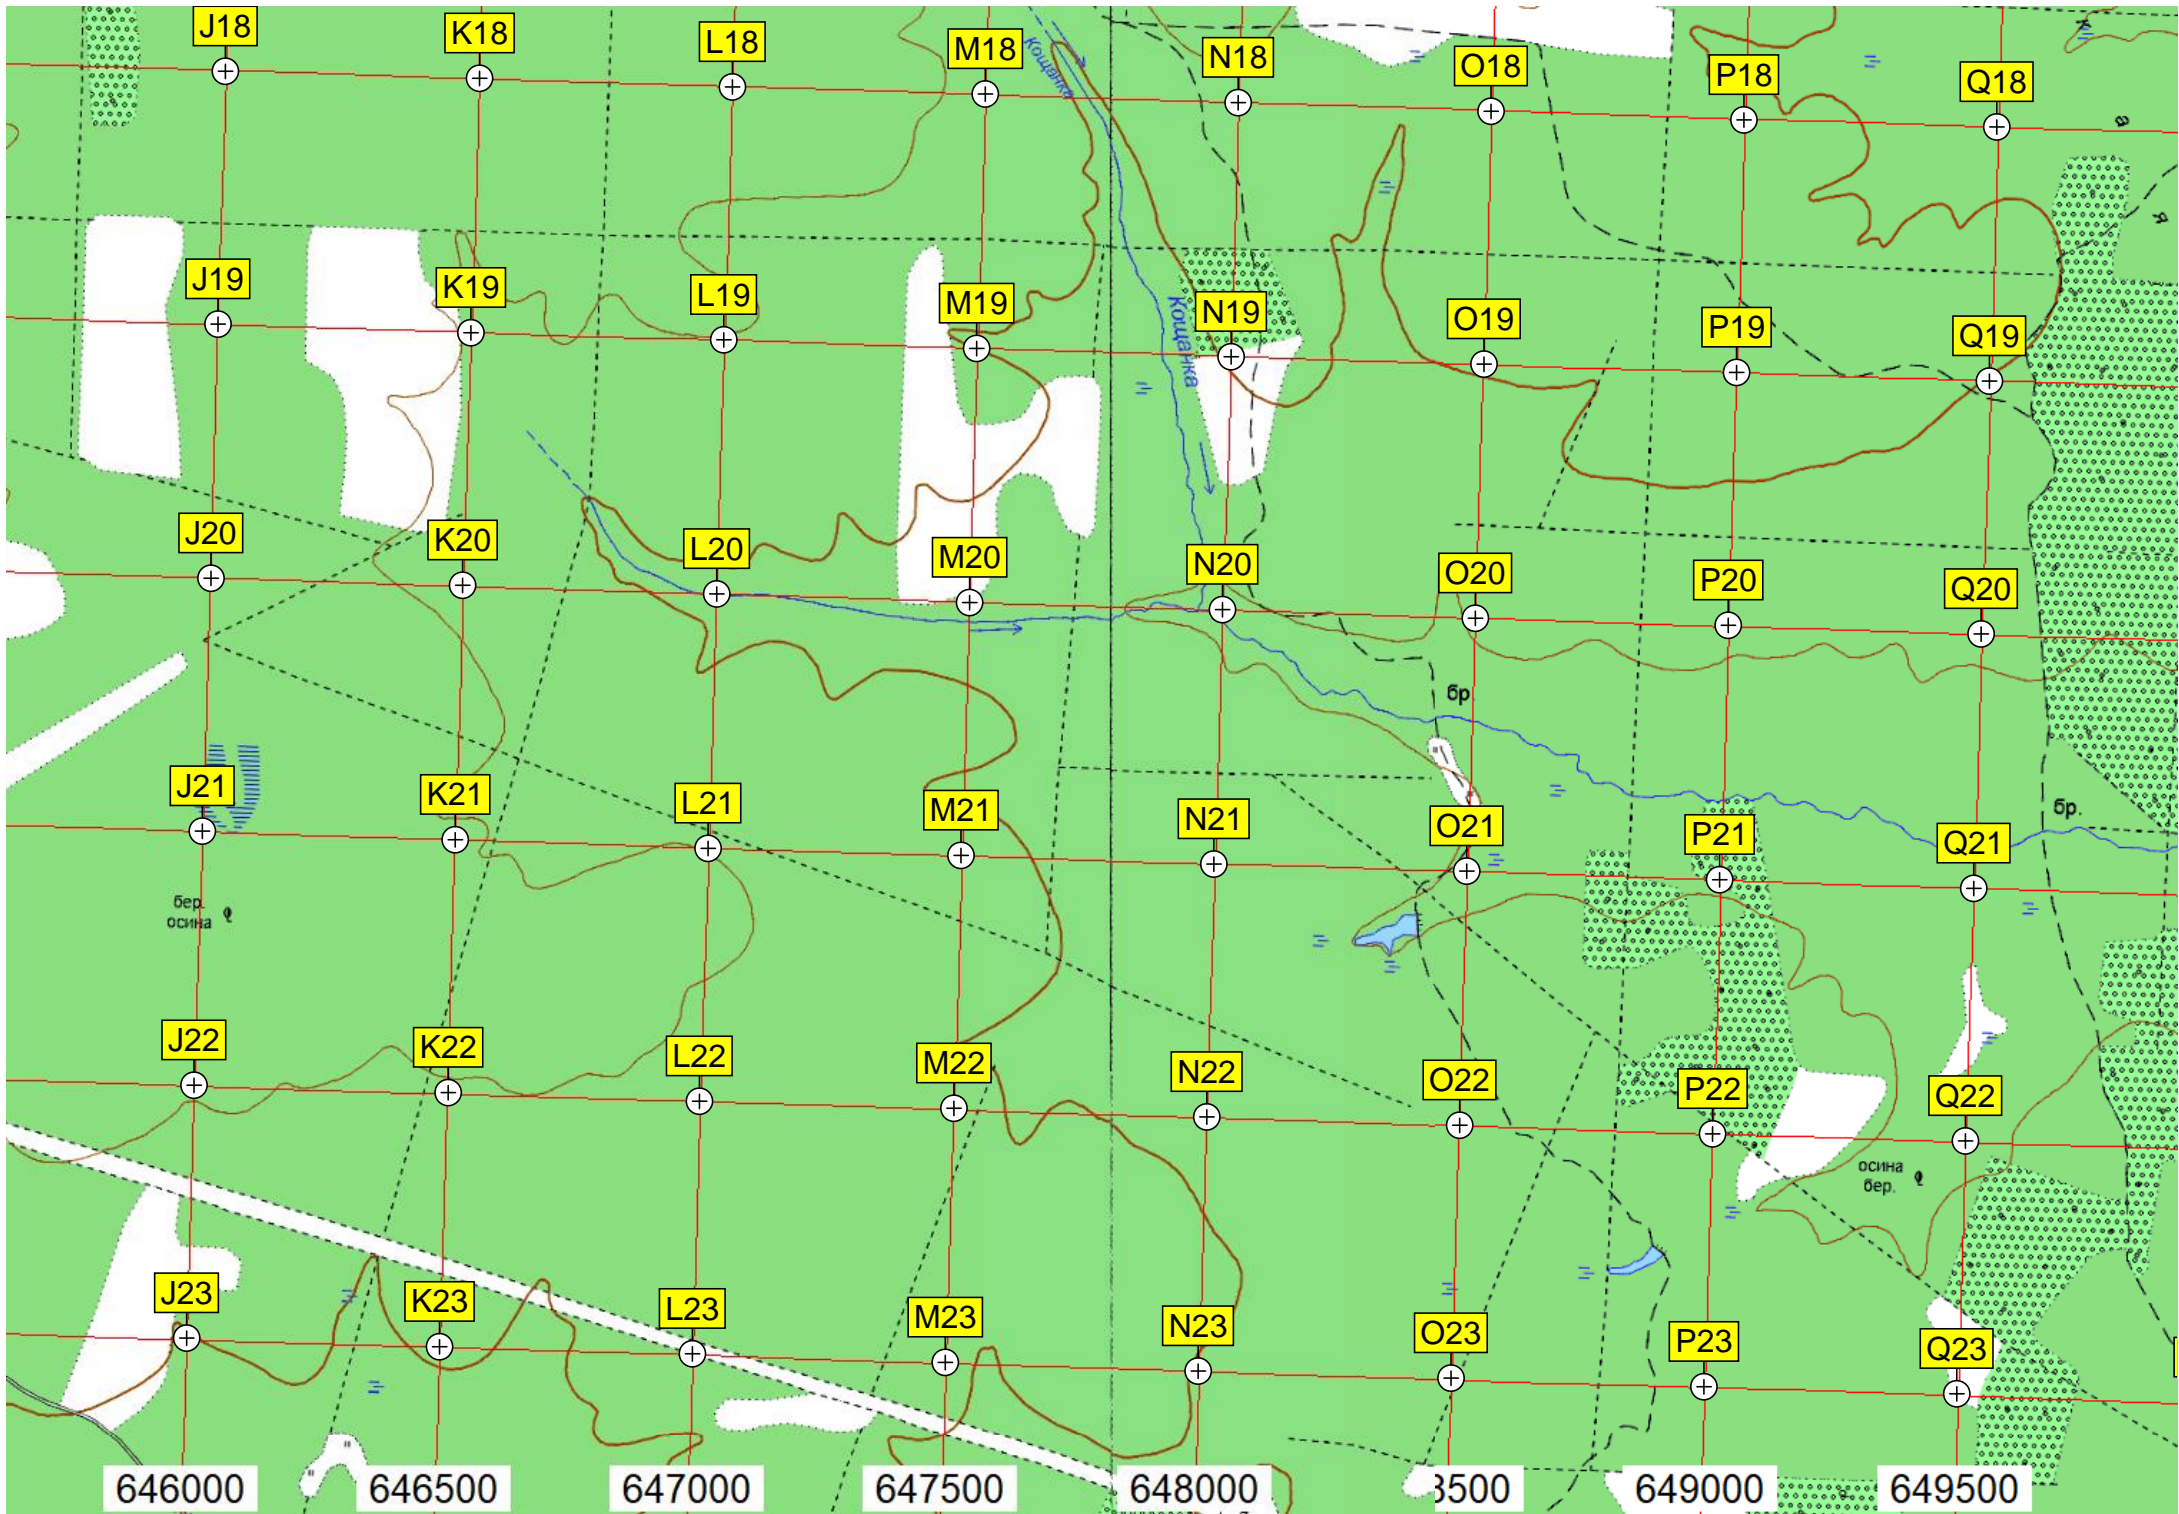 J18 K18 L18 M18 N18 O18 P18 Q18
Кощанка
а
я
J19 K19 L19 M19 N19 O19 P19 Q19
Кощанка
J20 K20 L20 M20 N20 O20 P20 Q20
бр.
J21 K21 L21 M21 N21 O21 P21 Q21
бр.
бер.
осина
J22 K22 L22 M22 N22 O22 P22 Q22
осина
бер.
J23 K23 L23 M23 N23 O23 P23 Q23
646000 646500 647000 647500 648000 3500 649000 649500